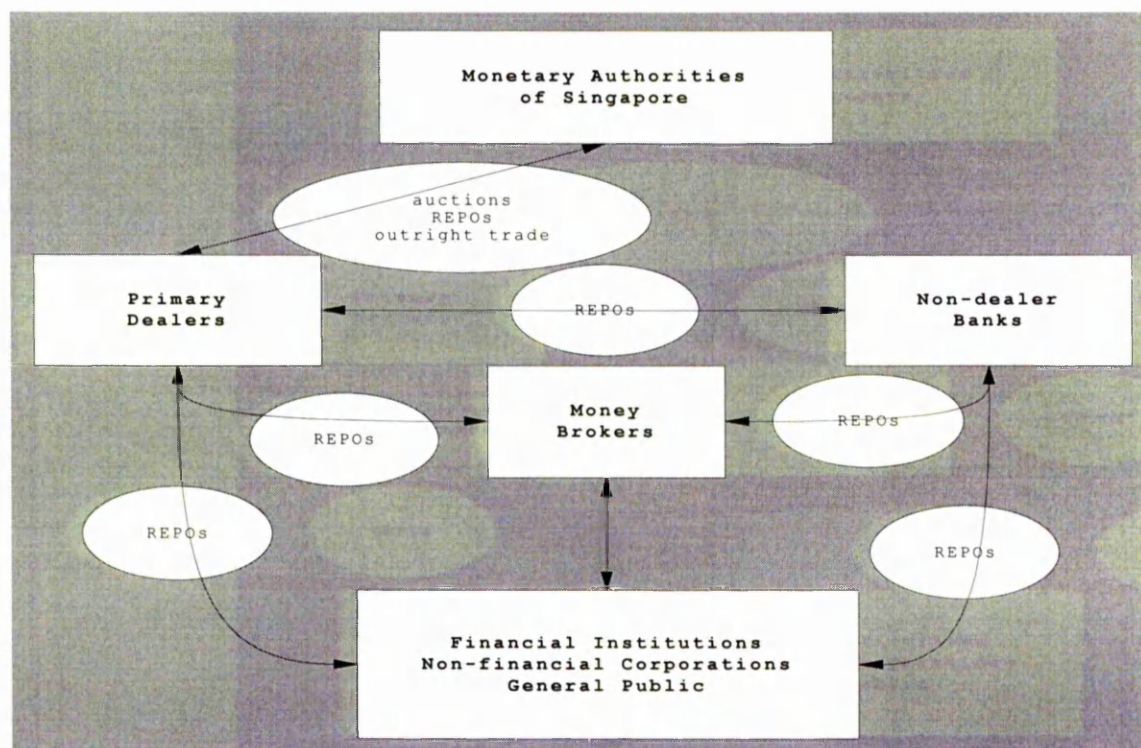 Monetary Authorities
of Singapore
auctions
REPOs
outright trade
Primary
Dealers
REPOs
Non-dealer
Banks
Money
Brokers
REPOs
REPOs
REPOs
REPOs
Financial Institutions
Non-financial Corporations
General Public